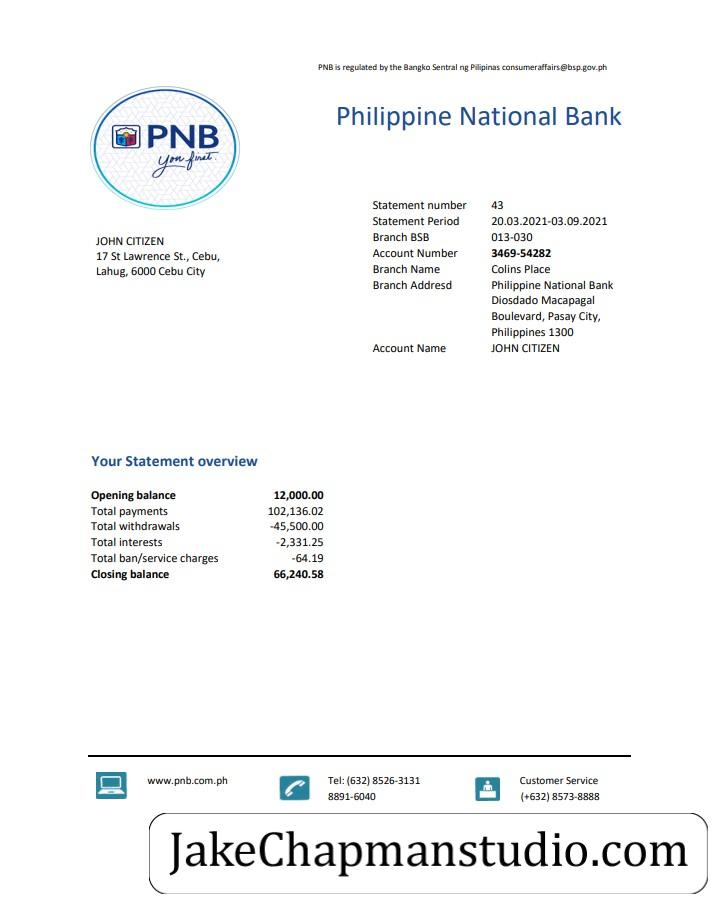 PNB is regulated by the Bangko Sentral ng Pilipinas consumeraffairs@bsp.gov.ph
PNB
You first.
Philippine National Bank
Statement number 43
Statement Period 20.03.2021-03.09.2021
Branch BSB 013-030
Account Number 3469-54282
Branch Name Colins Place
Branch Addresd Philippine National Bank
Diosdado Macapagal
Boulevard, Pasay City,
Philippines 1300
Account Name JOHN CITIZEN
JOHN CITIZEN
17 St Lawrence St., Cebu,
Lahug, 6000 Cebu City
Your Statement overview
Opening balance 12,000.00
Total payments 102,136.02
Total withdrawals -45,500.00
Total interests -2,331.25
Total ban/service charges -64.19
Closing balance 66,240.58
www.pnb.com.ph
Tel: (632) 8526-3131
8891-6040
Customer Service
(+632) 8573-8888
JakeChapmanstudio.com